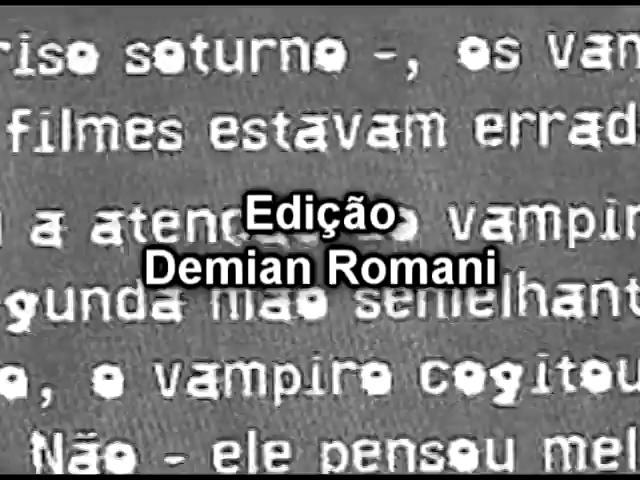 riso soturno -, os van
filmes estavam errad
a vampir
Edição
Demian Romani
gunda mão semelhant
o, o vampiro cogitou
Não - ele pensou mel